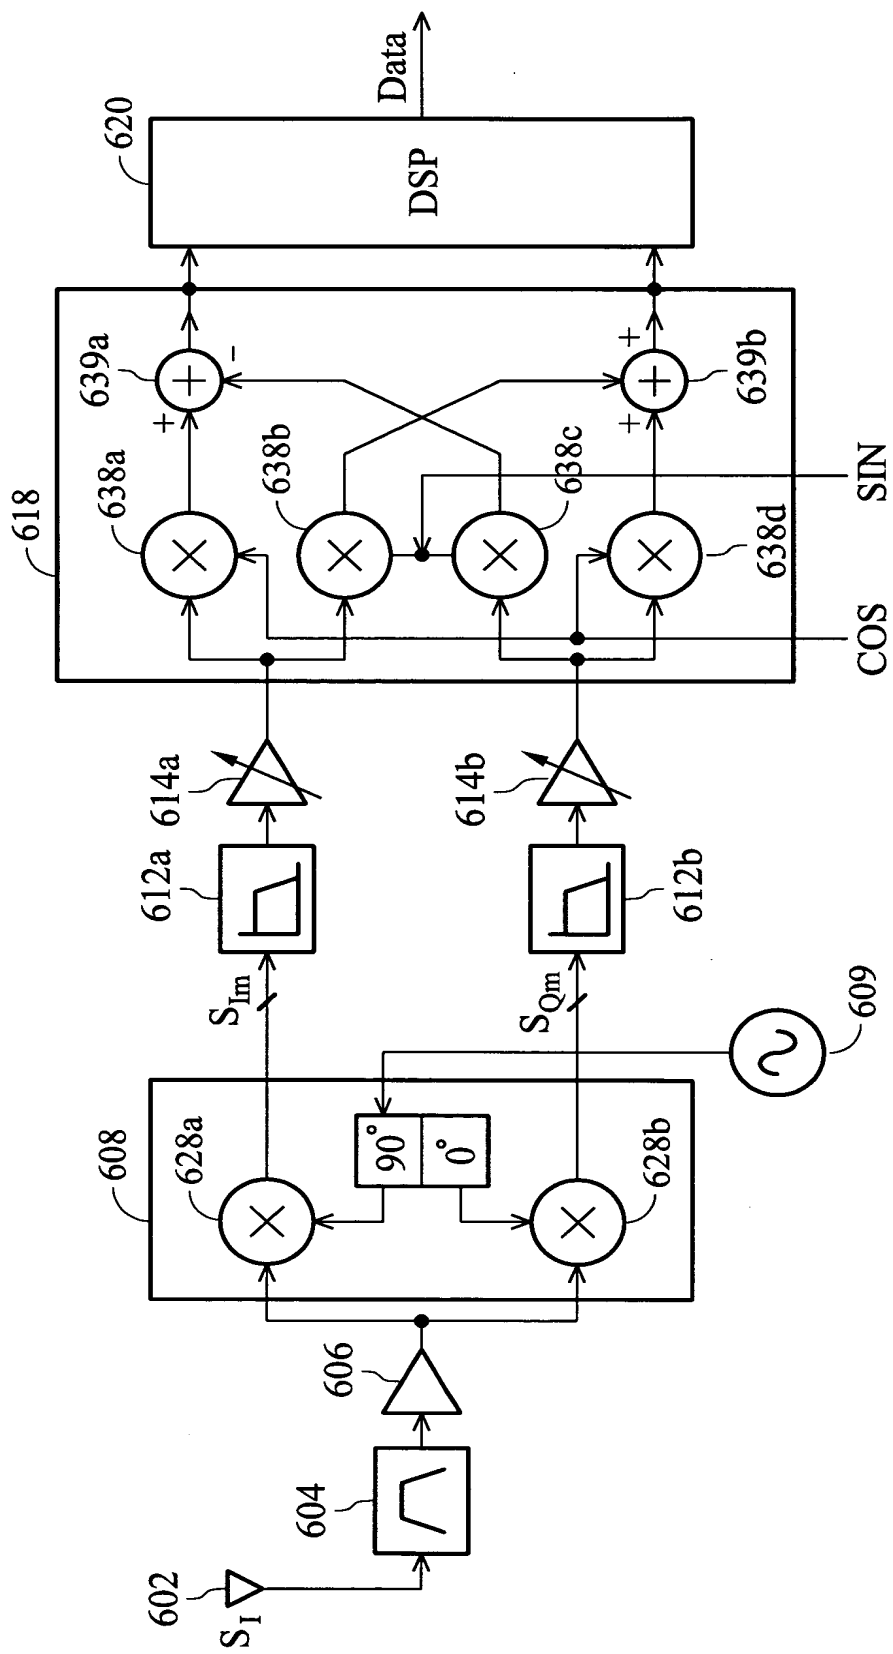 602
S_I
604
606
608
628a
90°
0°
628b
609
S_Im
S_Qm
612a
612b
614a
614b
618
638a
638b
638c
638d
COS
SIN
639a
+
−
+
+
639b
620
DSP
Data